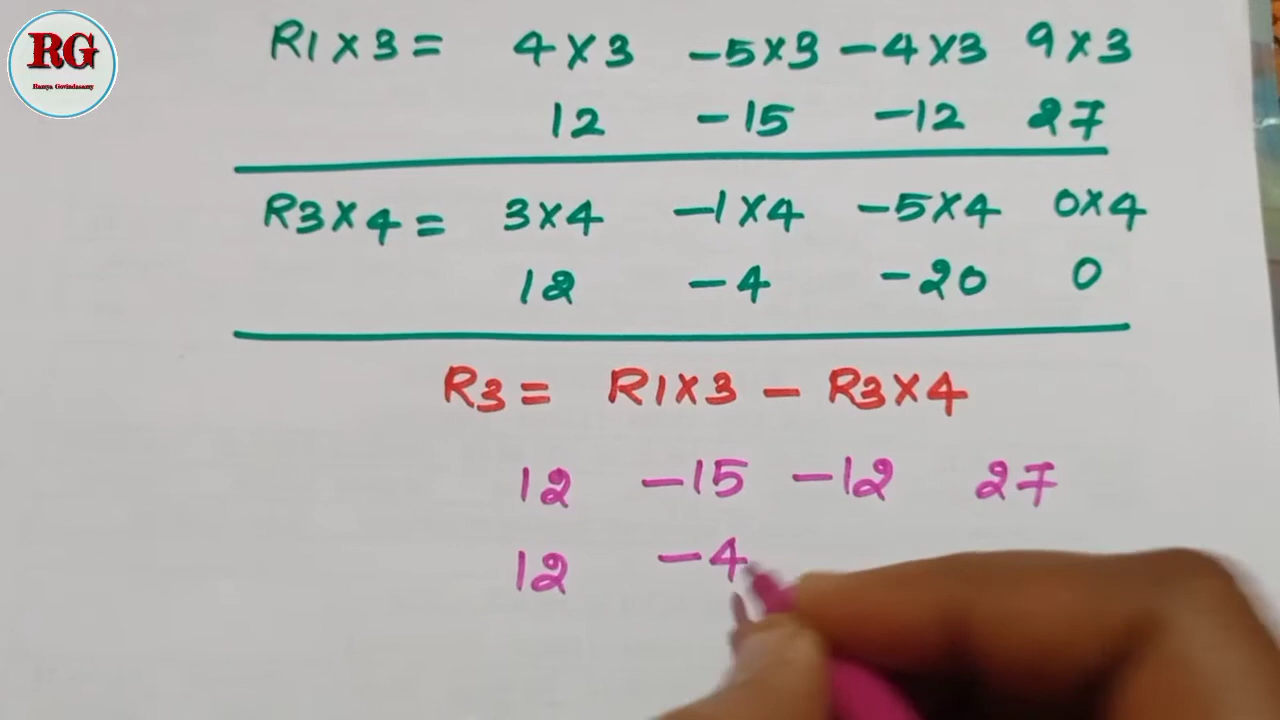 RG
Ramya Govindasamy
R1 × 3 = 4 × 3 -5 × 3 -4 × 3 9 × 3
12 -15 -12 27
R3 × 4 = 3 × 4 -1 × 4 -5 × 4 0 × 4
12 -4 -20 0
R3 = R1 × 3 - R3 × 4
12 -15 -12 27
12 -4